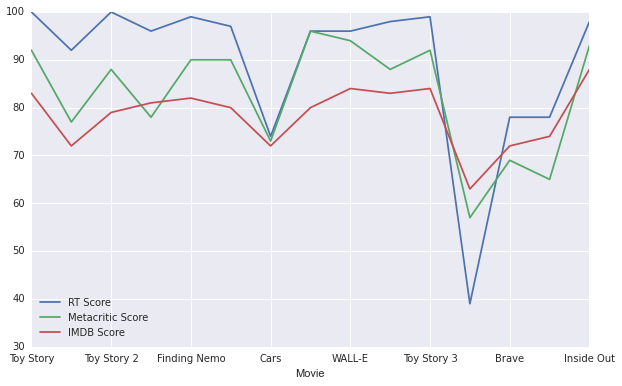 100
90
80
70
60
50
40
30
RT Score
Metacritic Score
IMDB Score
Toy Story Toy Story 2 Finding Nemo Cars WALL-E Toy Story 3 Brave Inside Out
Movie